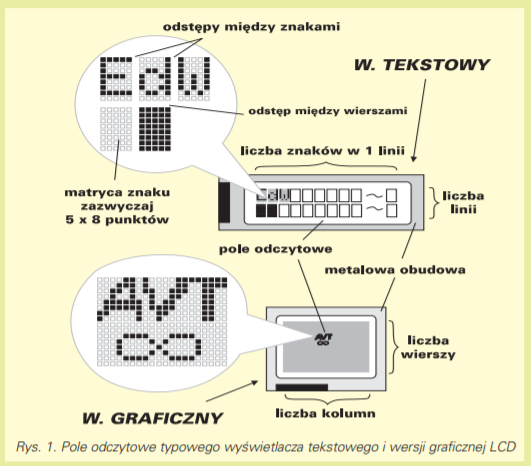 odstępy między znakami
EdW
W. TEKSTOWY
odstęp między wierszami
liczba znaków w 1 linii
matryca znaku
zazwyczaj
5 x 8 punktów
EdW
liczba
linii
pole odczytowe
metalowa obudowa
AVT
AVT
liczba
wierszy
W. GRAFICZNY
liczba kolumn
Rys. 1. Pole odczytowe typowego wyświetlacza tekstowego i wersji graficznej LCD